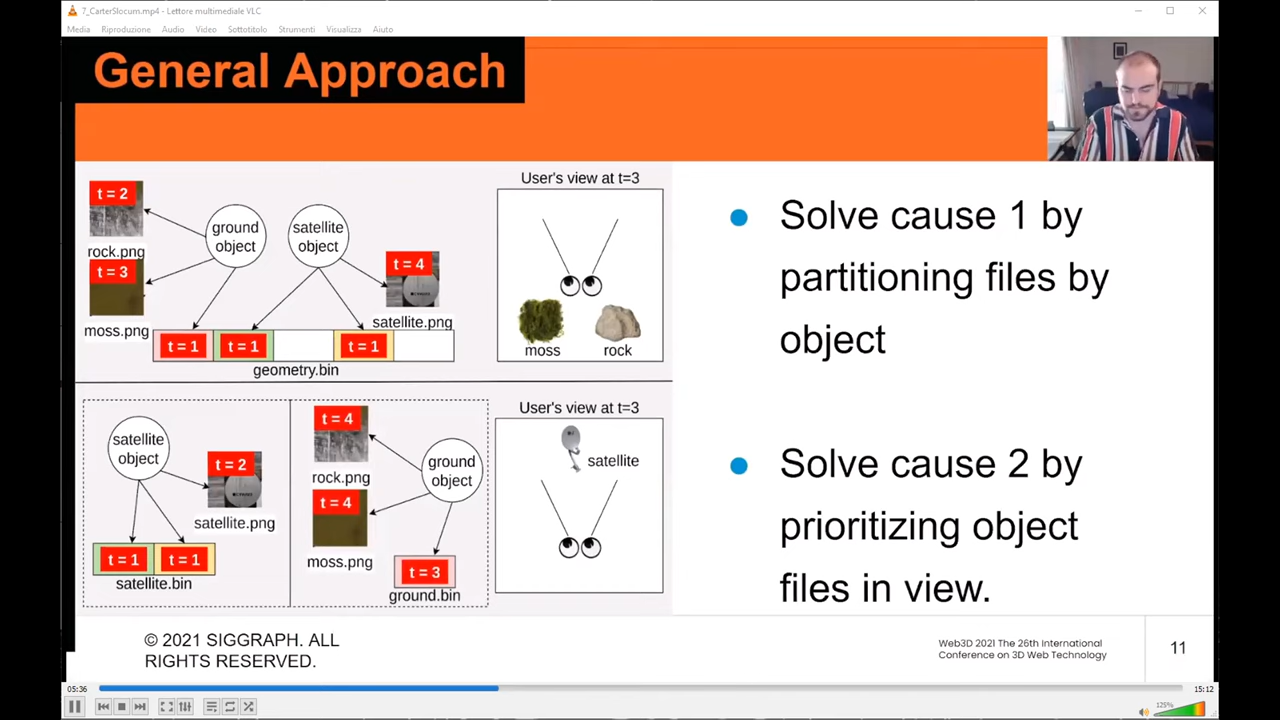 7_CarterSlocum.mp4 - Lettore multimediale VLC
Media Riproduzione Audio Video Sottotitolo Strumenti Visualizza Aiuto
General Approach
User's view at t=3
t = 2
rock.png
t = 3
moss.png
ground
object
satellite
object
t = 4
satellite.png
t = 1
t = 1
t = 1
geometry.bin
moss
rock
satellite
object
t = 2
satellite.png
t = 1
t = 1
satellite.bin
t = 4
rock.png
t = 4
moss.png
ground
object
t = 3
ground.bin
User's view at t=3
satellite
Solve cause 1 by
partitioning files by
object
Solve cause 2 by
prioritizing object
files in view.
© 2021 SIGGRAPH. ALL
RIGHTS RESERVED.
Web3D 2021 The 26th International
Conference on 3D Web Technology
11
05:36
15:12
125%